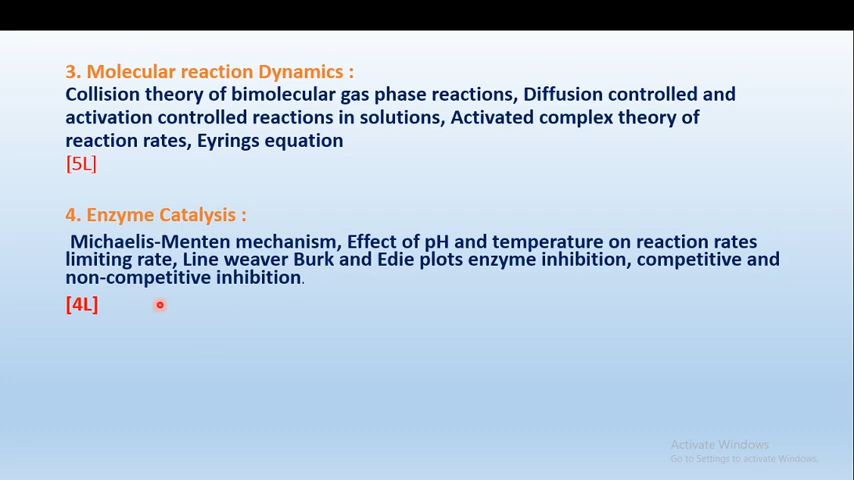 3. Molecular reaction Dynamics :
Collision theory of bimolecular gas phase reactions, Diffusion controlled and
activation controlled reactions in solutions, Activated complex theory of
reaction rates, Eyrings equation
[5L]
4. Enzyme Catalysis :
Michaelis-Menten mechanism, Effect of pH and temperature on reaction rates
limiting rate, Line weaver Burk and Edie plots enzyme inhibition, competitive and
non-competitive inhibition.
[4L]
Activate Windows
Go to Settings to activate Windows.